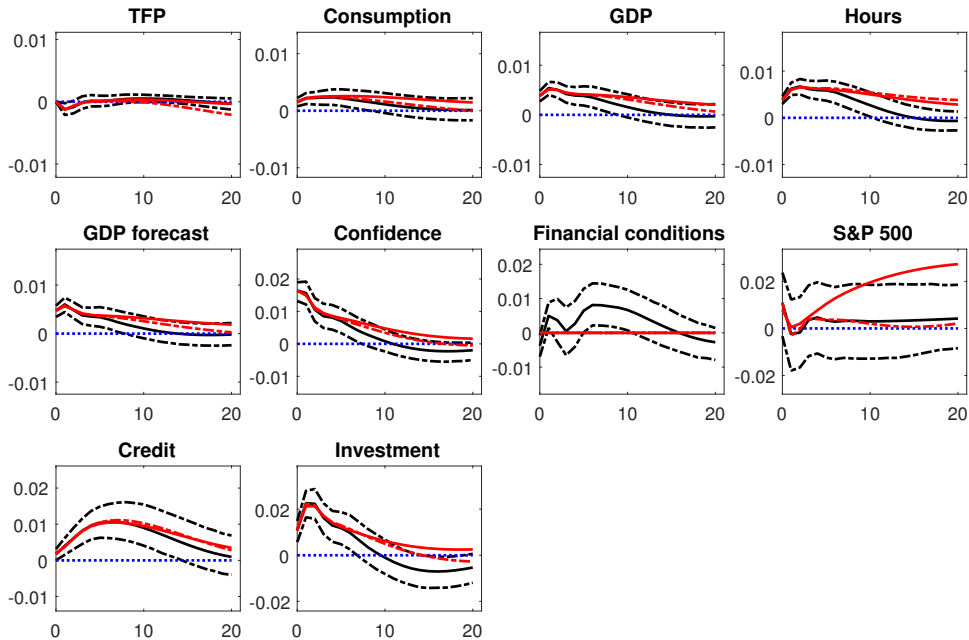 TFP Consumption GDP Hours
0.01 0.01 0.01 0.01
0 0 0 0
-0.01 -0.01 -0.01 -0.01
0 10 20 0 10 20 0 10 20 0 10 20
GDP forecast Confidence Financial conditions S&P 500
0.01 0.02 0.02 0.02
0.01 0.01
0 0 0 0
-0.01 -0.01 -0.01 -0.02
0 10 20 0 10 20 0 10 20 0 10 20
Credit Investment
0.02 0.02
0.01
0 0
-0.01 -0.02
0 10 20 0 10 20